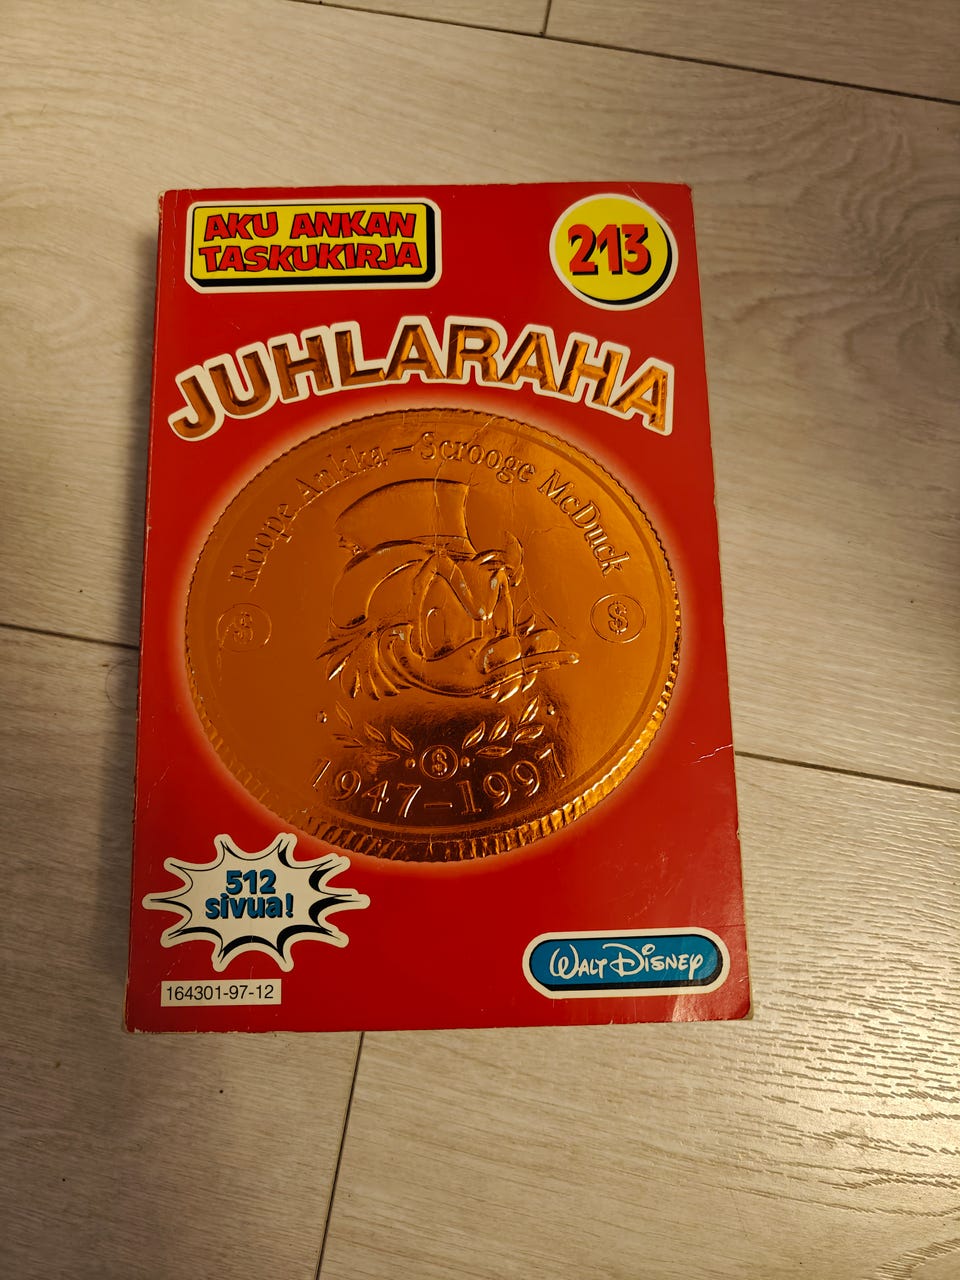 AKU ANKAN
TASKUKIRJA
213
JUHLARAHA
Roope Ankka – Scrooge McDuck
$ $
$
1947–1997
512
sivua!
WALT DISNEY
164301-97-12